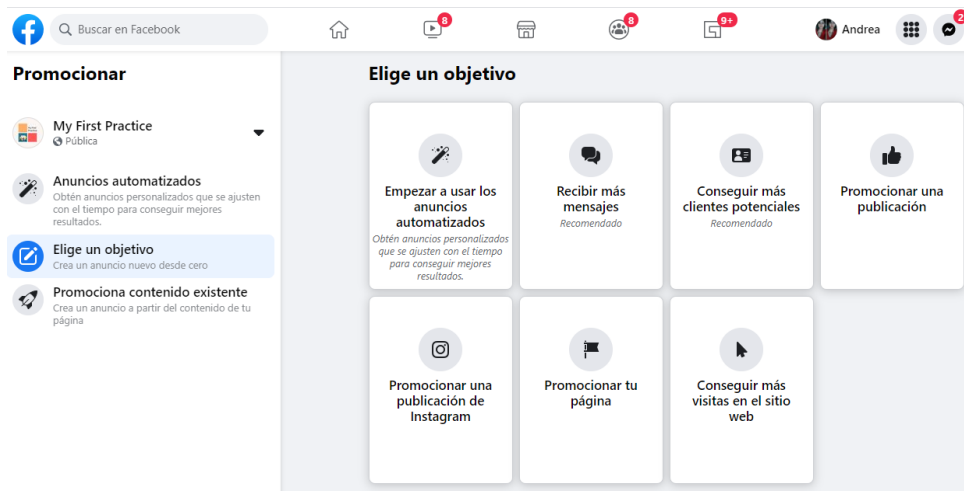 Buscar en Facebook
8
8
9+
Andrea
2
Promocionar
My First Practice
Pública
Anuncios automatizados
Obtén anuncios personalizados que se ajusten
con el tiempo para conseguir mejores
resultados.
Elige un objetivo
Crea un anuncio nuevo desde cero
Promociona contenido existente
Crea un anuncio a partir del contenido de tu
página
Elige un objetivo
Empezar a usar los
anuncios
automatizados
Obtén anuncios personalizados
que se ajusten con el tiempo
para conseguir mejores
resultados.
Recibir más
mensajes
Recomendado
Conseguir más
clientes potenciales
Recomendado
Promocionar una
publicación
Promocionar una
publicación de
Instagram
Promocionar tu
página
Conseguir más
visitas en el sitio
web